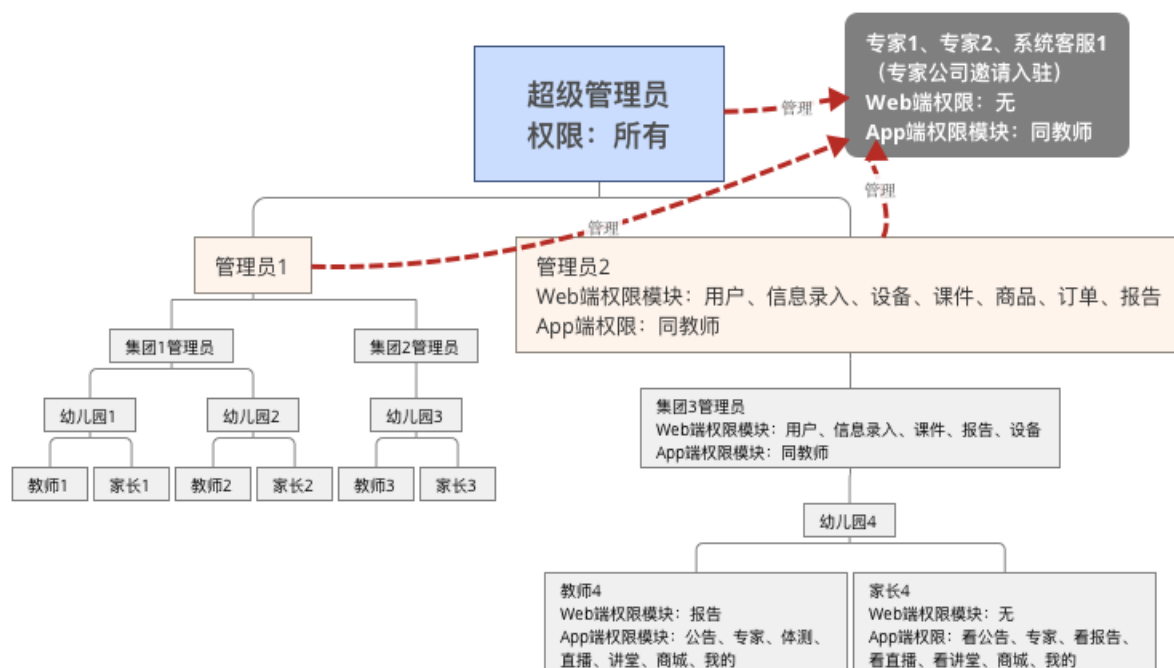 专家1、专家2、系统客服1
（专家公司邀请入驻）
Web端权限：无
App端权限模块：同教师
超级管理员
权限：所有
管理
管理
管理
管理员1
管理员2
Web端权限模块：用户、信息录入、设备、课件、商品、订单、报告
App端权限：同教师
集团1管理员
集团2管理员
幼儿园1
幼儿园2
幼儿园3
教师1
家长1
教师2
家长2
教师3
家长3
集团3管理员
Web端权限模块：用户、信息录入、课件、报告、设备
App端权限模块：同教师
幼儿园4
教师4
Web端权限模块：报告
App端权限模块：公告、专家、体测、
直播、讲堂、商城、我的
家长4
Web端权限模块：无
App端权限：看公告、专家、看报告、
看直播、看讲堂、商城、我的